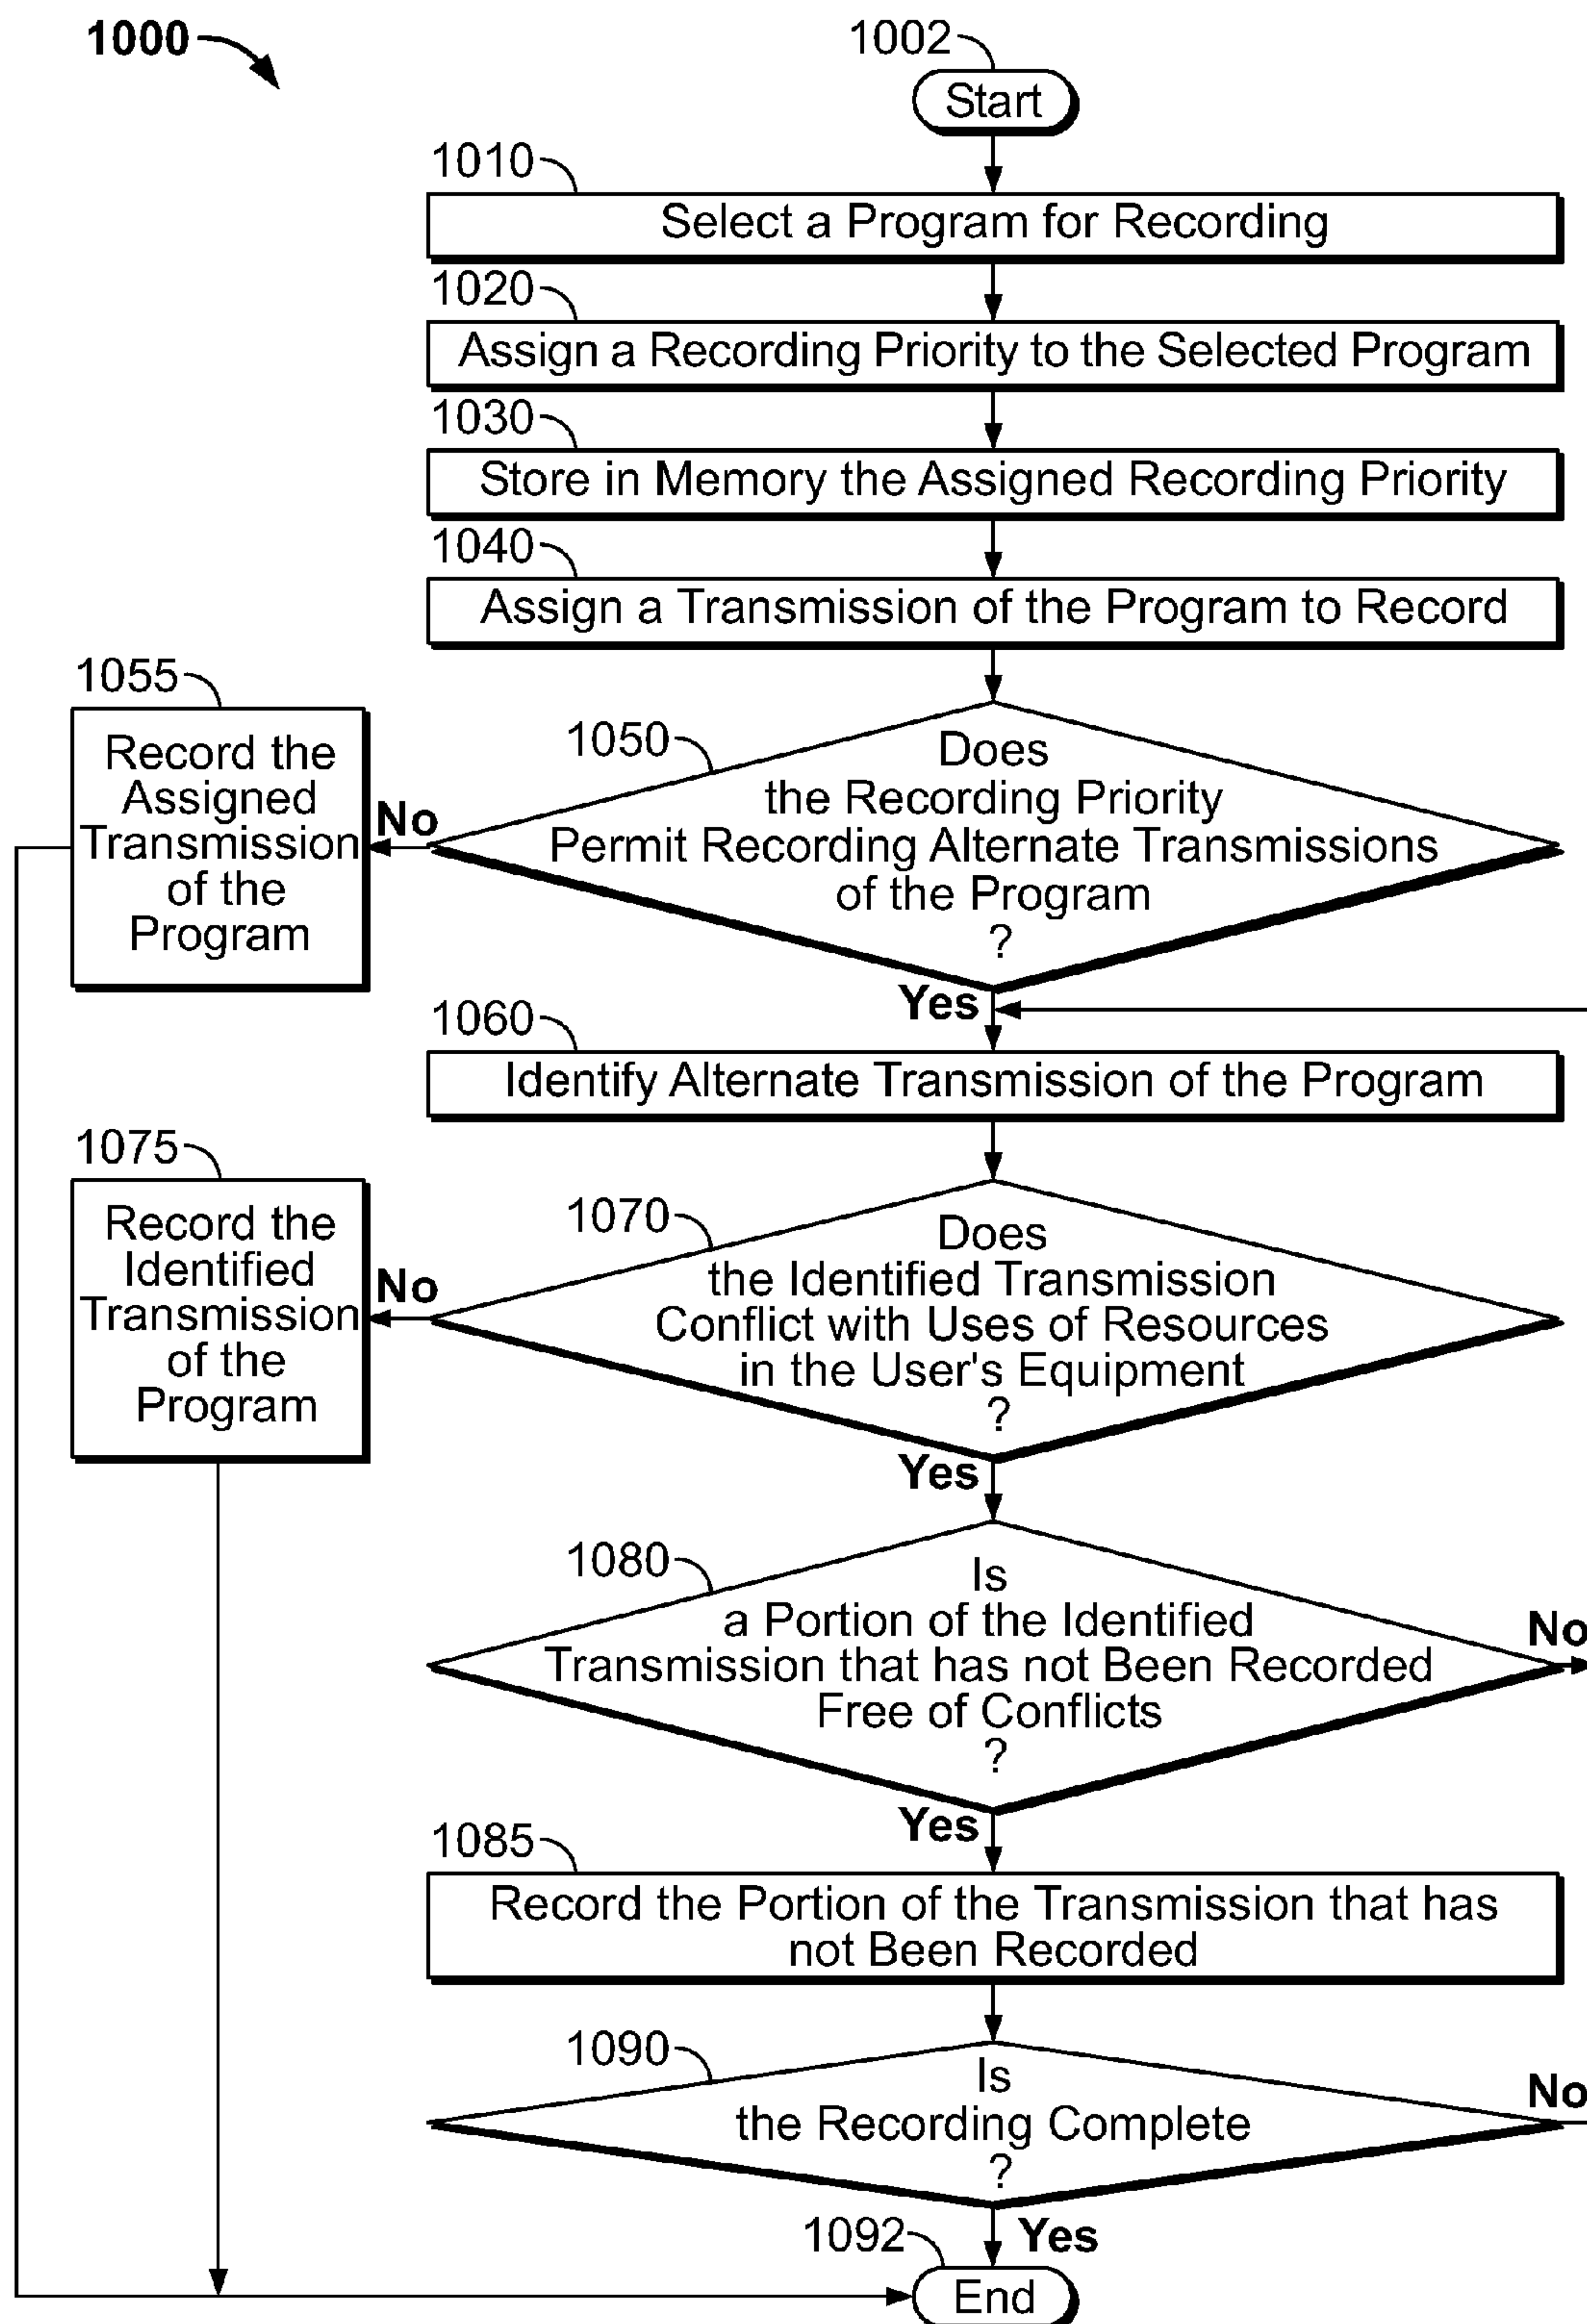 1000
1002
Start
1010
Select a Program for Recording
1020
Assign a Recording Priority to the Selected Program
1030
Store in Memory the Assigned Recording Priority
1040
Assign a Transmission of the Program to Record
1055
Record the
Assigned
Transmission
of the
Program
No
1050
Does
the Recording Priority
Permit Recording Alternate Transmissions
of the Program
?
Yes
1060
Identify Alternate Transmission of the Program
1075
Record the
Identified
Transmission
of the
Program
No
1070
Does
the Identified Transmission
Conflict with Uses of Resources
in the User's Equipment
?
Yes
1080
Is
a Portion of the Identified
Transmission that has not Been Recorded
Free of Conflicts
?
No
Yes
1085
Record the Portion of the Transmission that has
not Been Recorded
1090
Is
the Recording Complete
?
No
1092
Yes
End